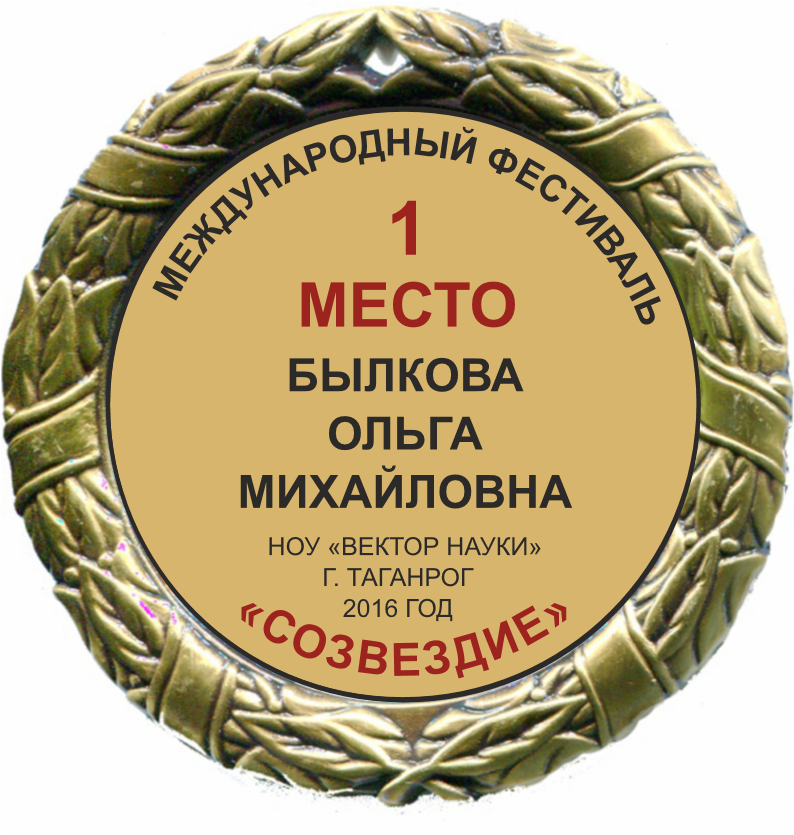 МЕЖДУНАРОДНЫЙ ФЕСТИВАЛЬ
1
МЕСТО
БЫЛКОВА
ОЛЬГА
МИХАЙЛОВНА
НОУ «ВЕКТОР НАУКИ»
Г. ТАГАНРОГ
2016 ГОД
«СОЗВЕЗДИЕ»